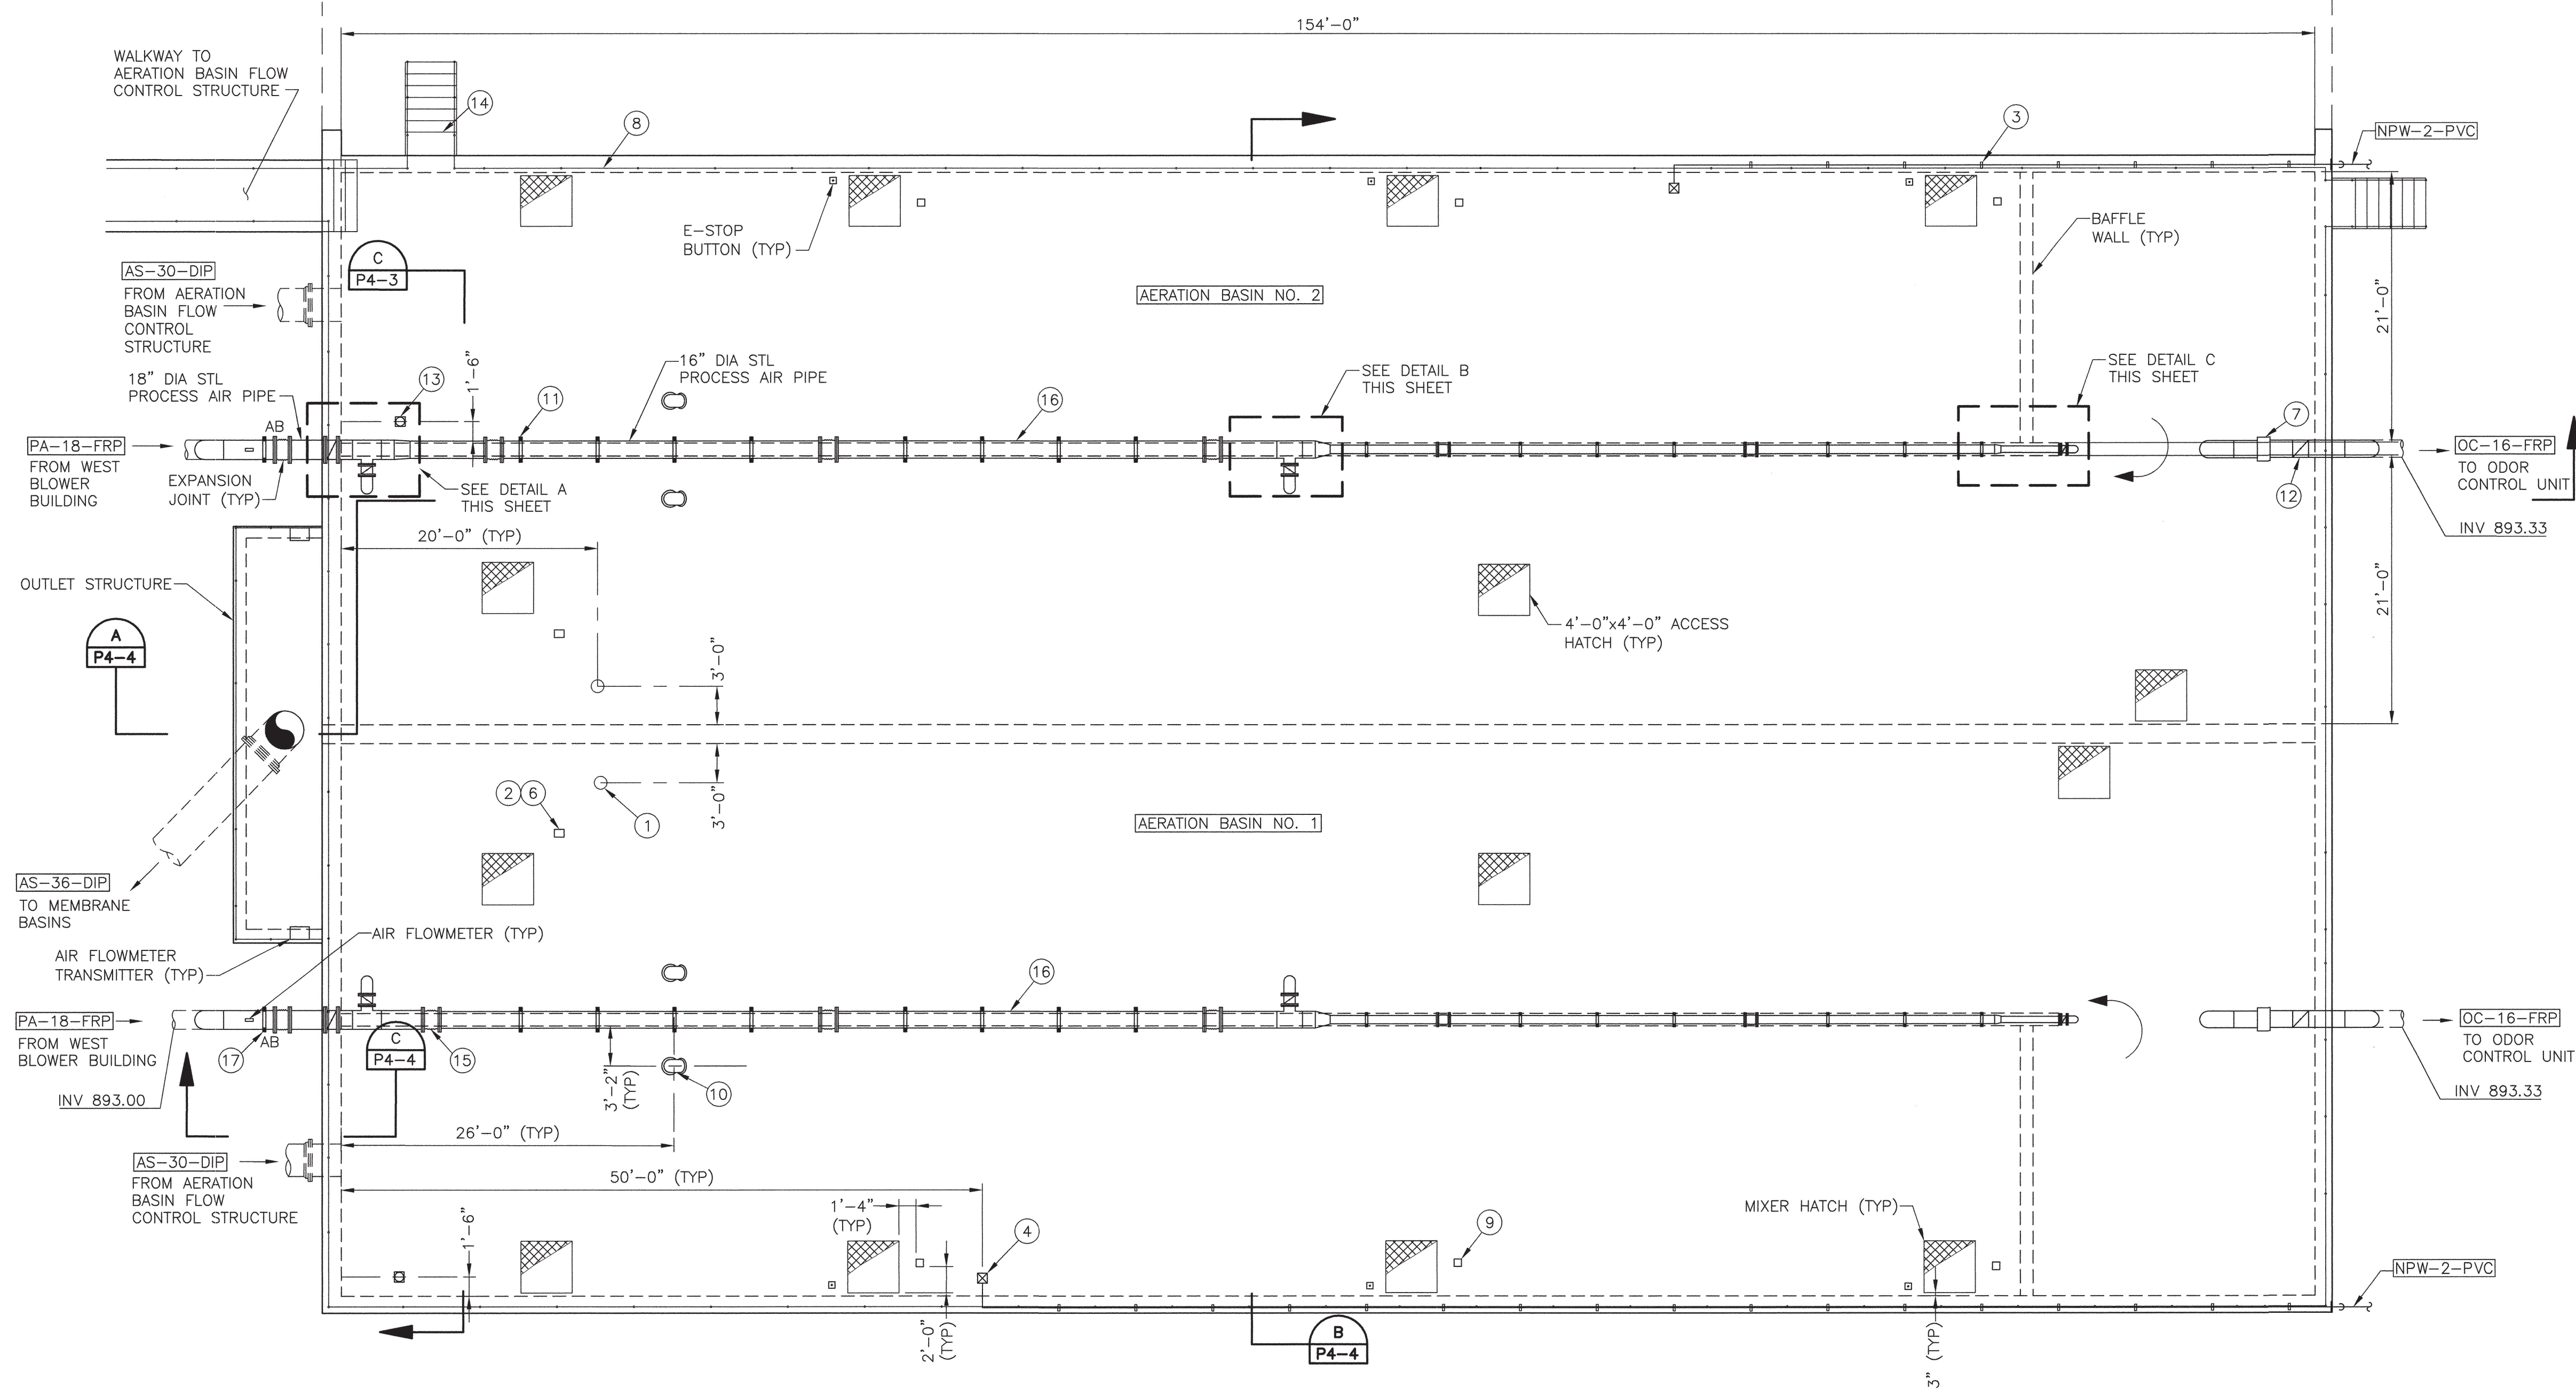 154'-0"
WALKWAY TO
AERATION BASIN FLOW
CONTROL STRUCTURE
14
8
3
NPW-2-PVC
E-STOP
BUTTON (TYP)
BAFFLE
WALL (TYP)
C
P4-3
AS-30-DIP
FROM AERATION
BASIN FLOW
CONTROL
STRUCTURE
AERATION BASIN NO. 2
21'-0"
18" DIA STL
PROCESS AIR PIPE
13
1'-6"
11
16" DIA STL
PROCESS AIR PIPE
16
SEE DETAIL B
THIS SHEET
SEE DETAIL C
THIS SHEET
7
AB
PA-18-FRP
FROM WEST
BLOWER
BUILDING
EXPANSION
JOINT (TYP)
SEE DETAIL A
THIS SHEET
12
OC-16-FRP
TO ODOR
CONTROL UNIT
INV 893.33
20'-0" (TYP)
OUTLET STRUCTURE
21'-0"
4'-0"x4'-0" ACCESS
HATCH (TYP)
A
P4-4
3'-0"
2
6
1
3'-0"
AERATION BASIN NO. 1
AS-36-DIP
TO MEMBRANE
BASINS
AIR FLOWMETER (TYP)
AIR FLOWMETER
TRANSMITTER (TYP)
16
PA-18-FRP
FROM WEST
BLOWER BUILDING
17
AB
C
P4-4
15
OC-16-FRP
TO ODOR
CONTROL UNIT
INV 893.00
3'-2"
(TYP)
10
INV 893.33
26'-0" (TYP)
AS-30-DIP
FROM AERATION
BASIN FLOW
CONTROL STRUCTURE
50'-0" (TYP)
1'-6"
1'-4"
(TYP)
4
9
MIXER HATCH (TYP)
NPW-2-PVC
2'-0"
(TYP)
B
P4-4
3" (TYP)